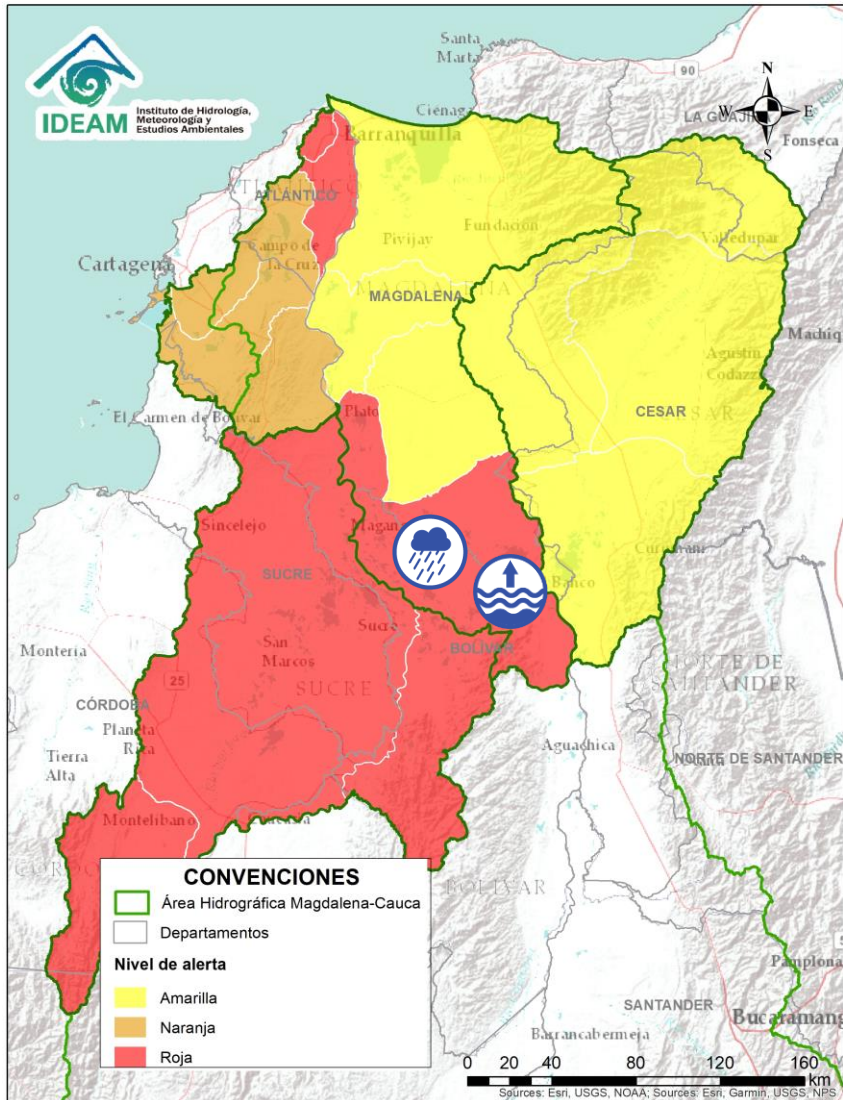 IDEAM
Instituto de Hidrología,
Meteorología y
Estudios Ambientales
Santa
Marta
90
N
W
E
S
Ciénaga
LA GUAJIRA
Fonseca
Barranquilla
ATLÁNTICO
Valledupar
Fundación
Pivijay
Campo de
la Cruz
Cartagena
MAGDALENA
Agustín
Codazzi
CESAR
El Carmen de Bolívar
Plato
Sincelejo
Magang
SUCRE
Banco
Sucre
BOLÍVAR
Montería
San
Marcos
SUCRE
25
NORTE DE
SANTANDER
CÓRDOBA
Planeta
Rica
Tierra
Alta
Aguachica
NORTE DE SANTANDER
Montelíbano
BOLÍVAR
CONVENCIONES
Área Hidrográfica Magdalena-Cauca
Departamentos
Nivel de alerta
Amarilla
Naranja
Roja
Pamplona
SANTANDER
Bucaramang
Barrancabermeja
0 20 40 80 120 160
km
Sources: Esri, USGS, NOAA; Sources: Esri, Garmin, USGS, NPS